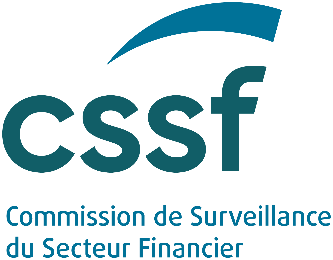 cssf
Commission de Surveillance
du Secteur Financier